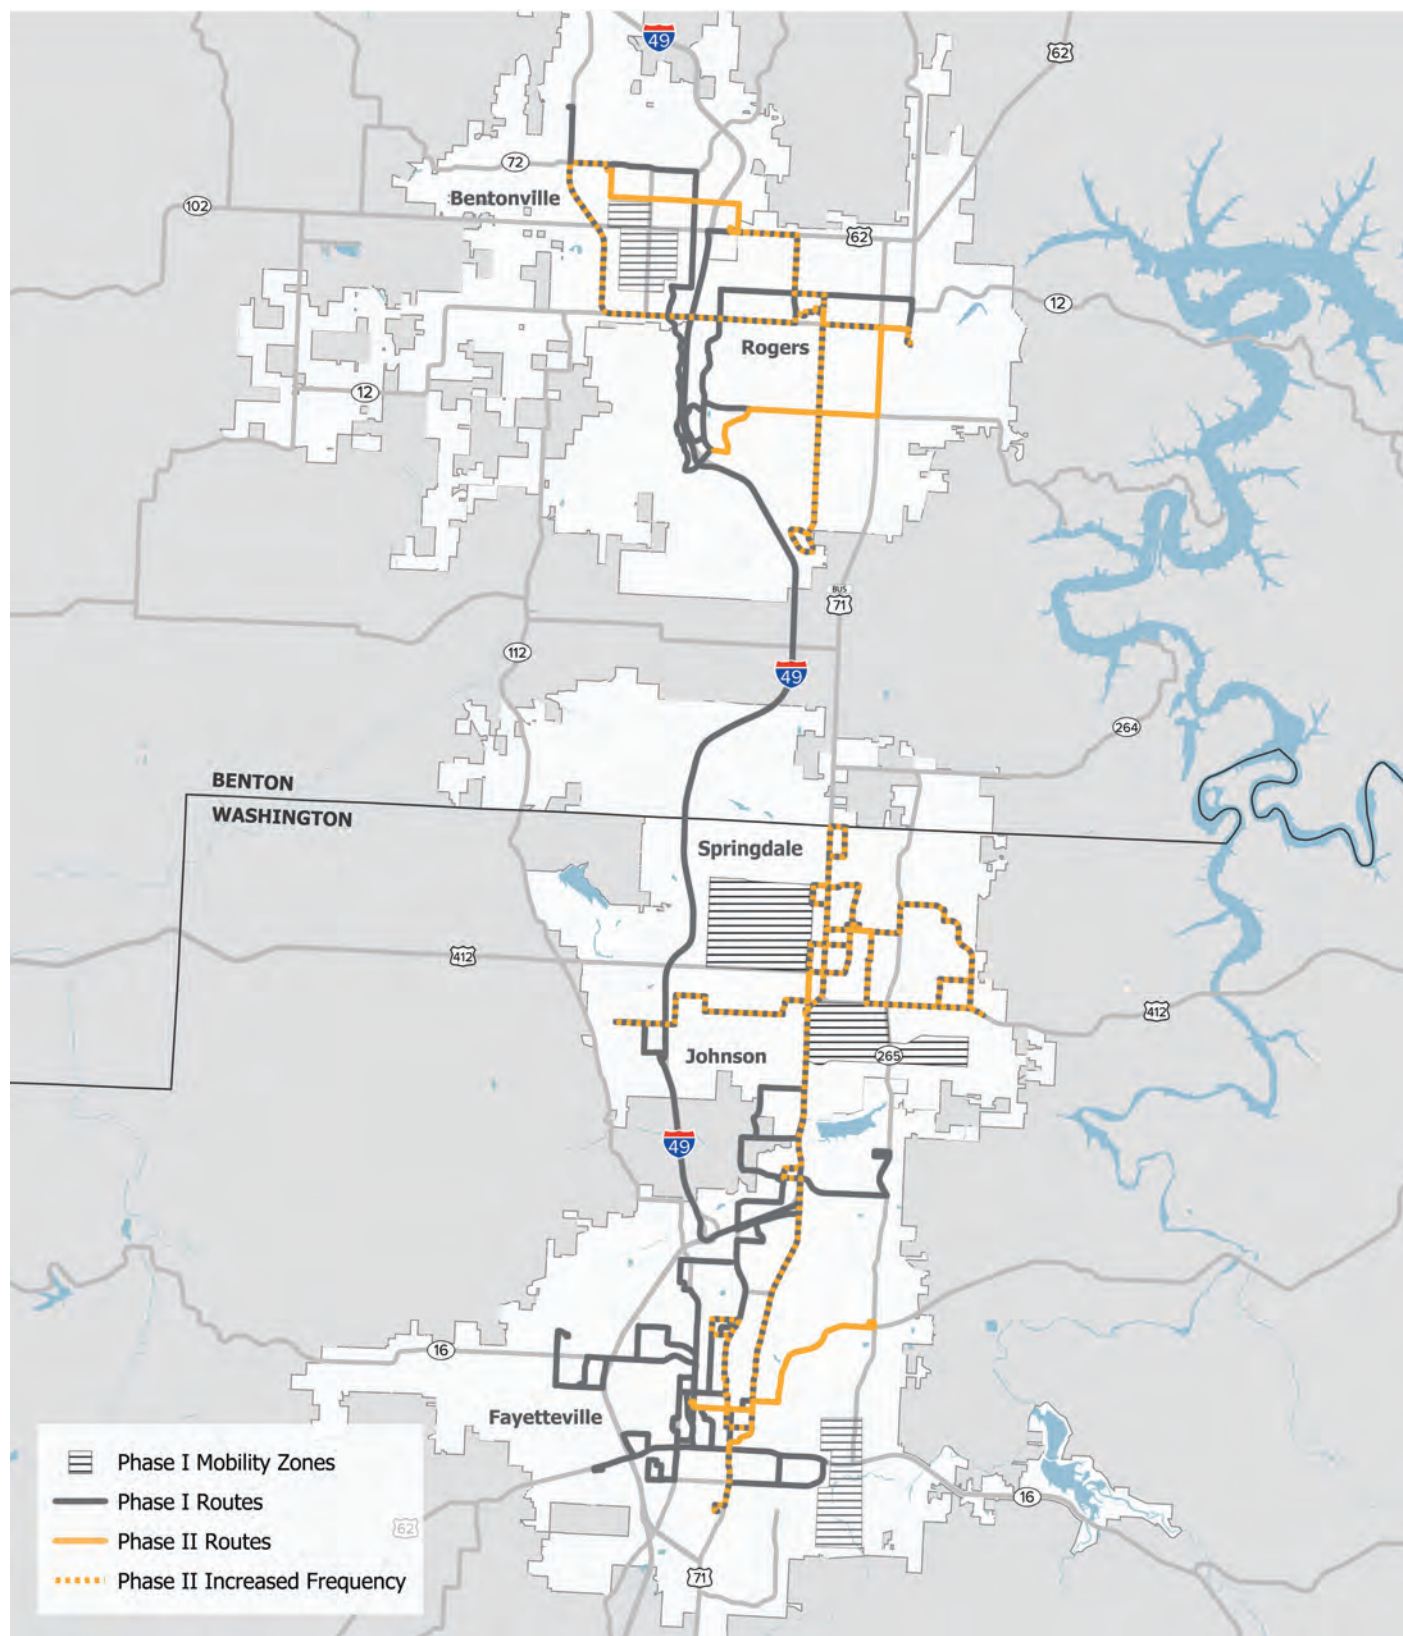 49
62
72
Bentonville
102
62
12
Rogers
12
BUS
71
112
49
264
BENTON
WASHINGTON
Springdale
412
412
Johnson
265
49
16
Fayetteville
Phase I Mobility Zones
Phase I Routes
Phase II Routes
Phase II Increased Frequency
62
16
71